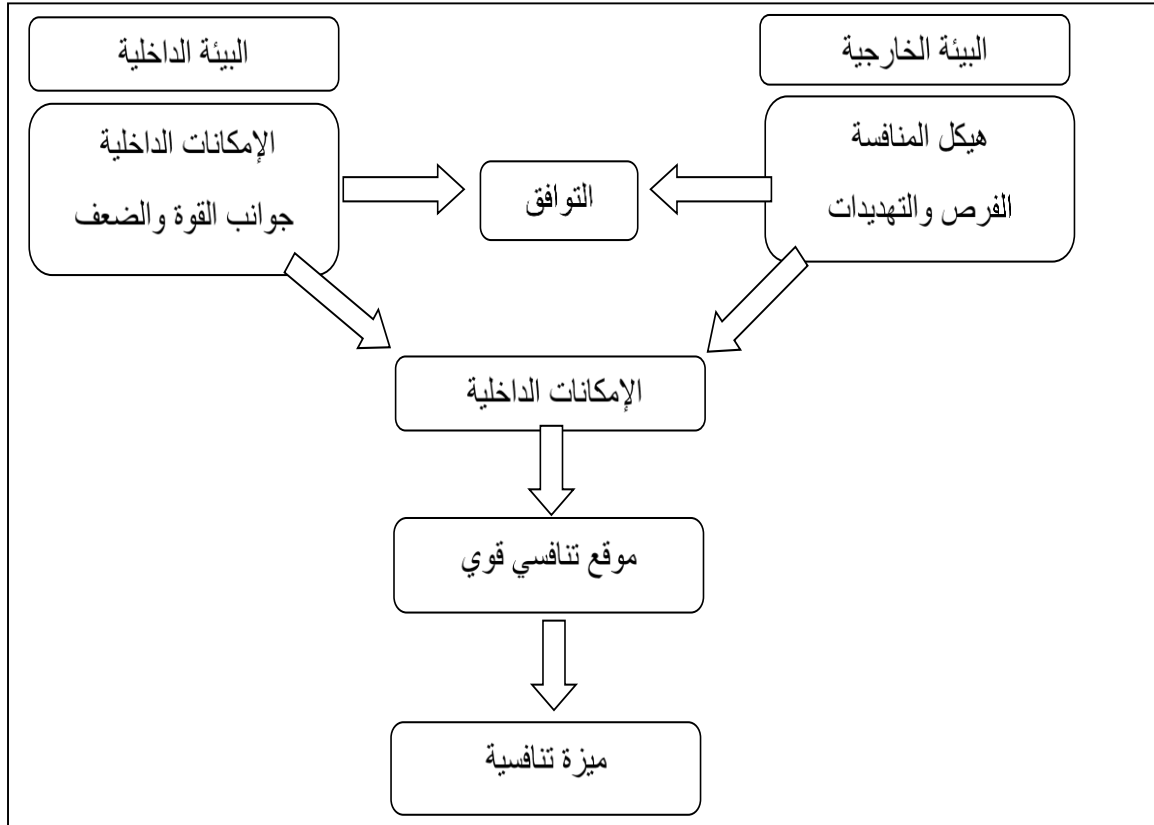 البيئة الخارجية
البيئة الداخلية
هيكل المنافسة
الفرص والتهديدات
التوافق
الإمكانات الداخلية
جوانب القوة والضعف
الإمكانات الداخلية
موقع تنافسي قوي
ميزة تنافسية